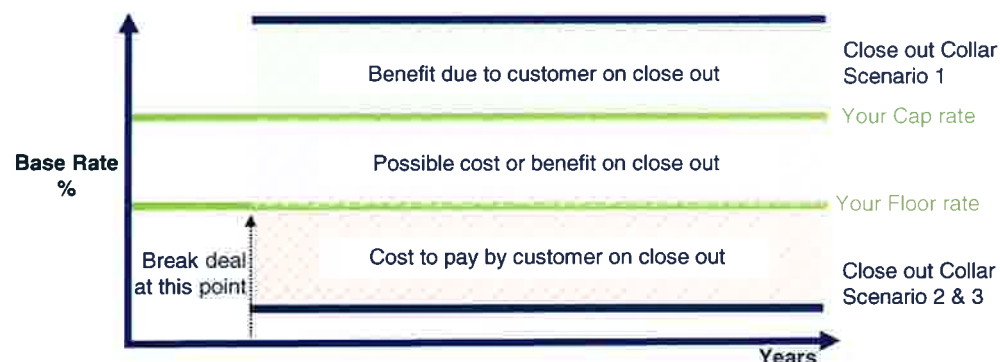 Benefit due to customer on close out
Close out Collar
Scenario 1
Your Cap rate
Base Rate
%
Possible cost or benefit on close out
Your Floor rate
Break deal
at this point
Cost to pay by customer on close out
Close out Collar
Scenario 2 & 3
Years